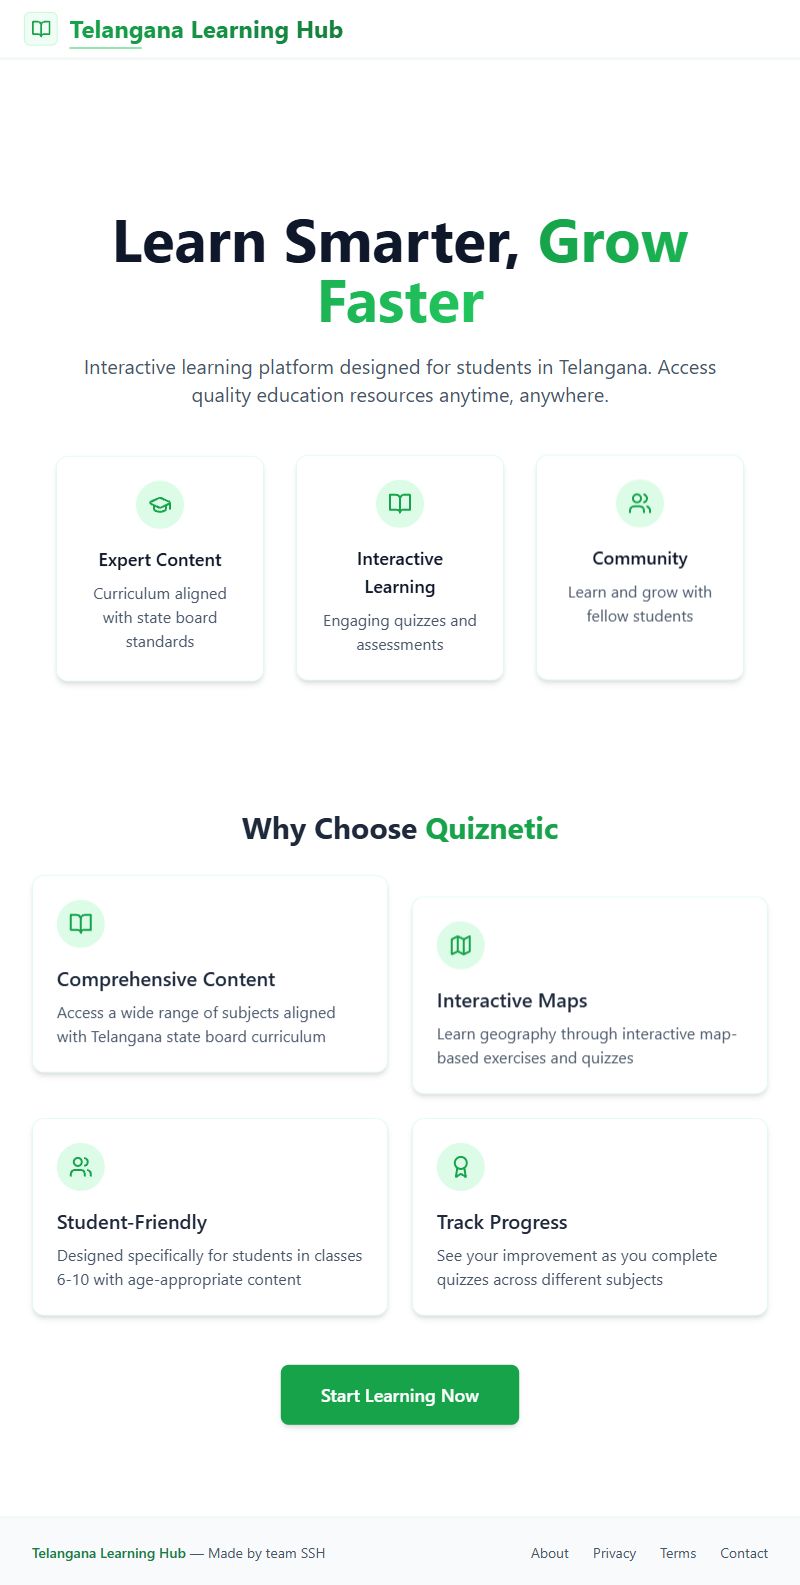 Telangana Learning Hub
Learn Smarter, Grow
Faster
Interactive learning platform designed for students in Telangana. Access
quality education resources anytime, anywhere.
Expert Content
Curriculum aligned
with state board
standards
Interactive
Learning
Engaging quizzes and
assessments
Community
Learn and grow with
fellow students
Why Choose Quiznetic
Comprehensive Content
Access a wide range of subjects aligned
with Telangana state board curriculum
Interactive Maps
Learn geography through interactive map-
based exercises and quizzes
Student-Friendly
Designed specifically for students in classes
6-10 with age-appropriate content
Track Progress
See your improvement as you complete
quizzes across different subjects
Start Learning Now
Telangana Learning Hub — Made by team SSH
About Privacy Terms Contact